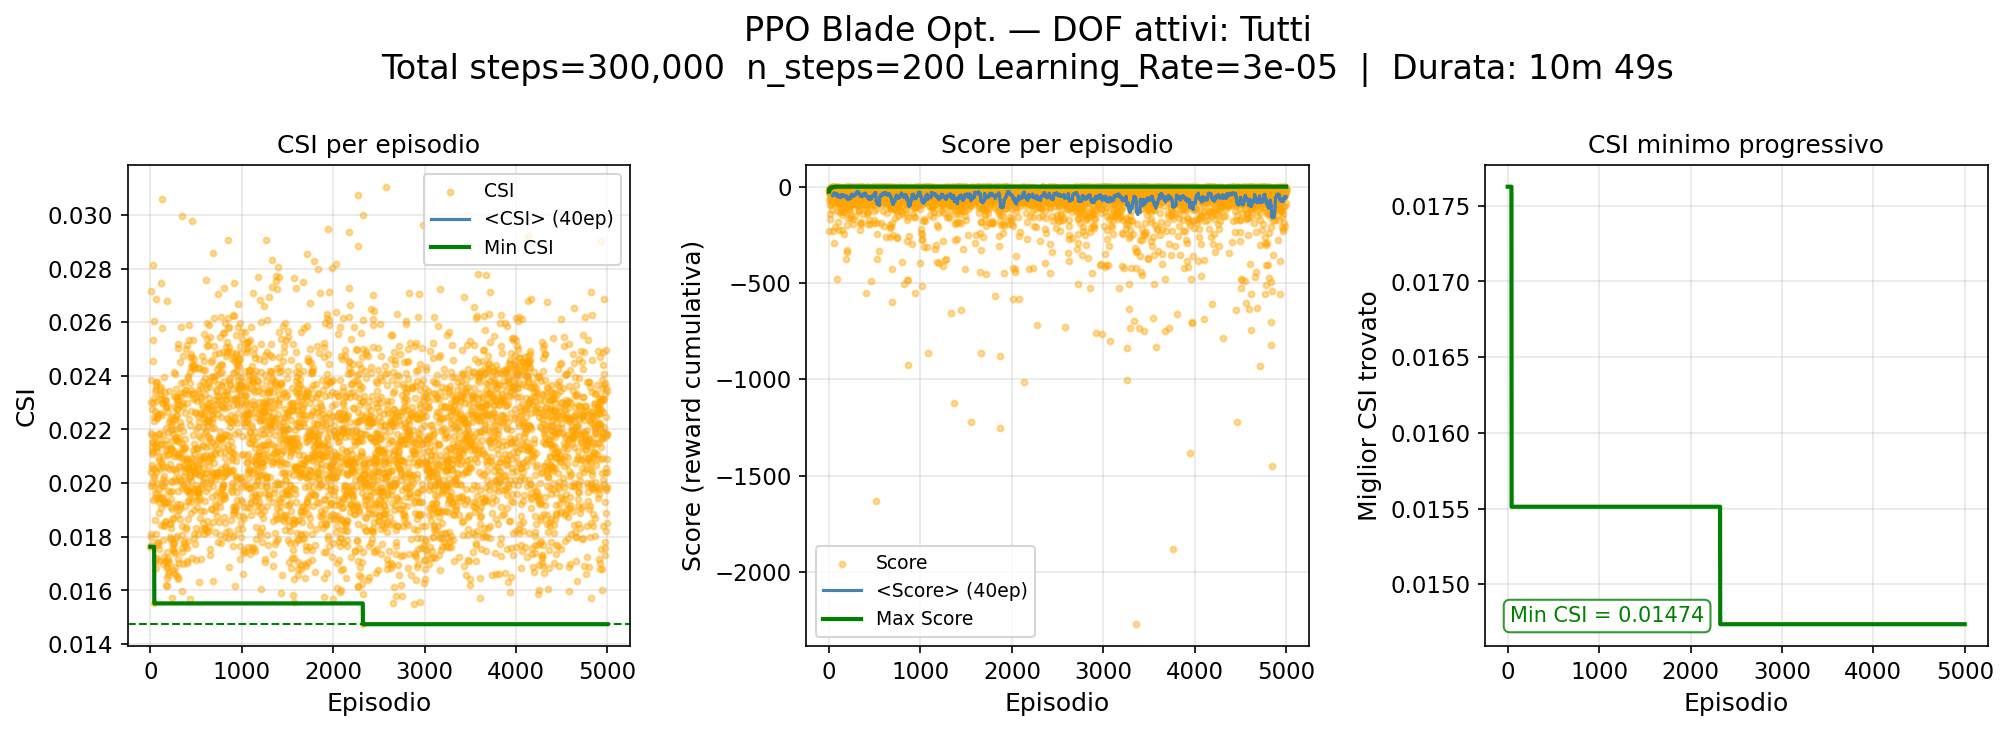 PPO Blade Opt. — DOF attivi: Tutti
Total steps=300,000  n_steps=200 Learning_Rate=3e-05  |  Durata: 10m 49s
CSI per episodio
CSI
0.030
0.028
0.026
0.024
0.022
0.020
0.018
0.016
0.014
0 1000 2000 3000 4000 5000
Episodio
CSI
<CSI> (40ep)
Min CSI
Score per episodio
Score (reward cumulativa)
0
−500
−1000
−1500
−2000
0 1000 2000 3000 4000 5000
Episodio
Score
<Score> (40ep)
Max Score
CSI minimo progressivo
Miglior CSI trovato
0.0175
0.0170
0.0165
0.0160
0.0155
0.0150
Min CSI = 0.01474
0 1000 2000 3000 4000 5000
Episodio